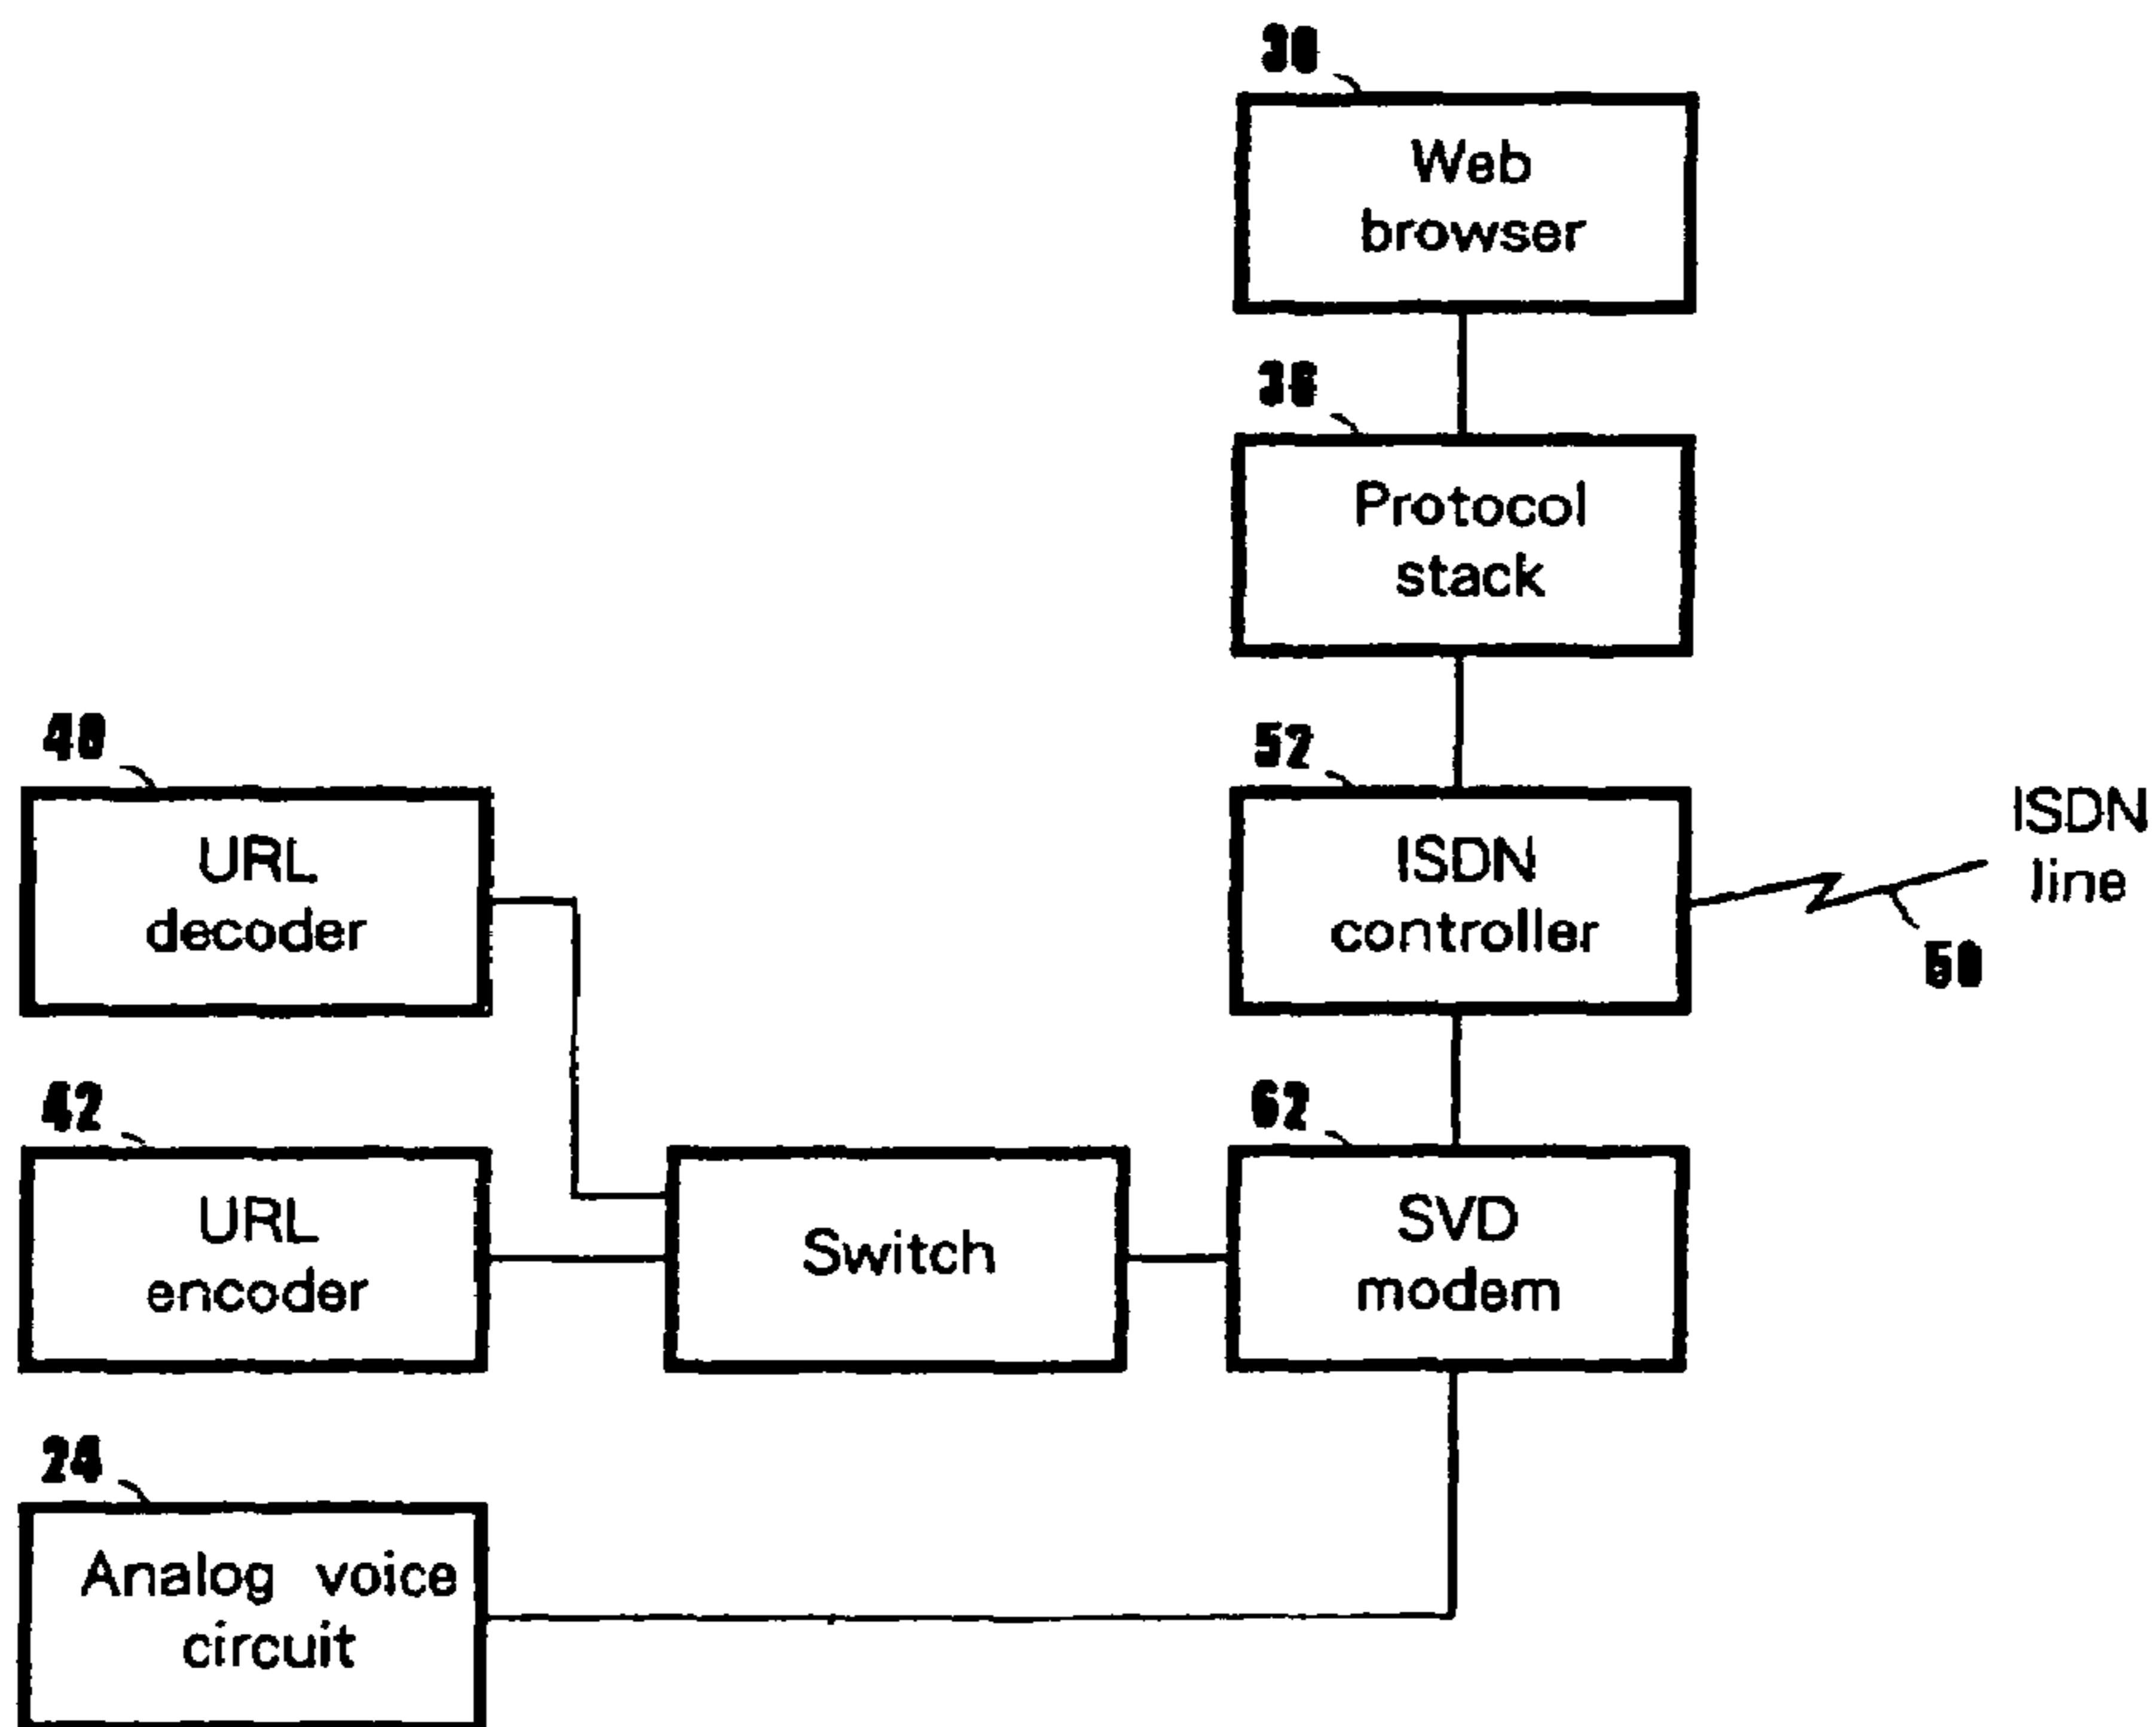 30
Web
browser
36
Protocol
stack
40
URL
decoder
52
ISDN
controller
ISDN
line
50
42
URL
encoder
Switch
62
SVD
modem
24
Analog voice
circuit